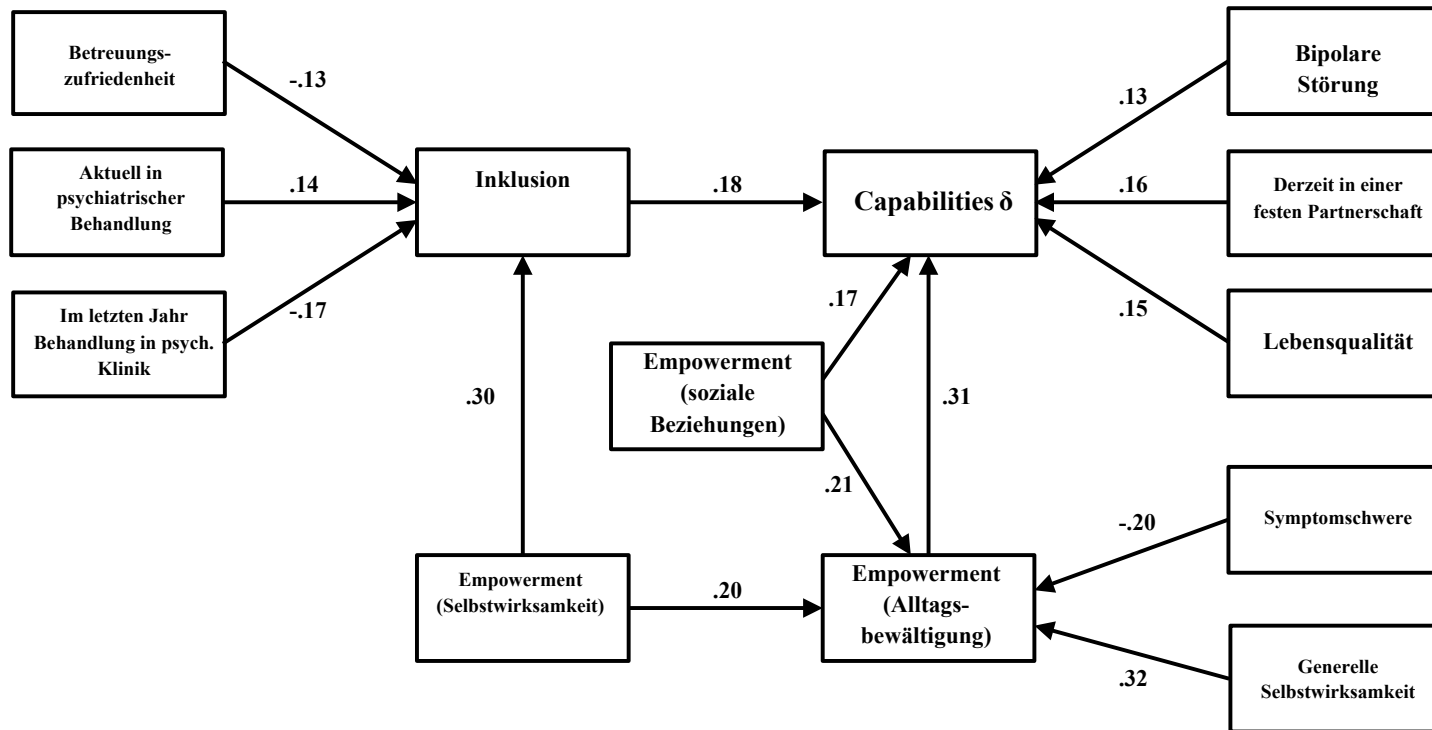 Betreuungs-
zufriedenheit
-.13
Aktuell in
psychiatrischer
Behandlung
.14
Im letzten Jahr
Behandlung in psych.
Klinik
-.17
Inklusion
.18
Capabilities δ
.13
Bipolare
Störung
.16
Derzeit in einer
festen Partnerschaft
.15
Lebensqualität
.17
Empowerment
(soziale
Beziehungen)
.30
.31
.21
Empowerment
(Selbstwirksamkeit)
.20
Empowerment
(Alltags-
bewältigung)
-.20
Symptomschwere
.32
Generelle
Selbstwirksamkeit